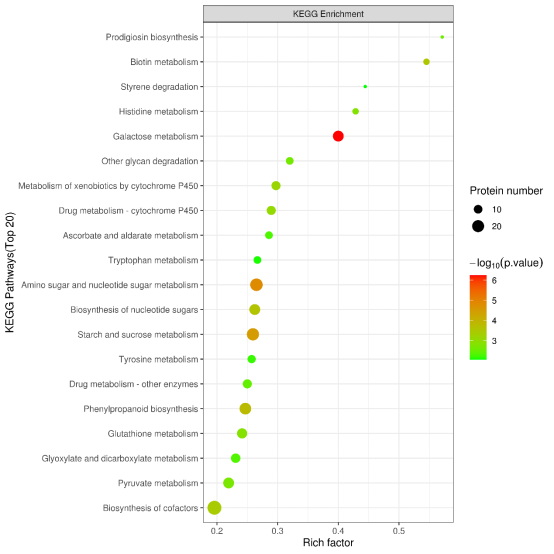 KEGG Enrichment
KEGG Pathways(Top 20)
Prodigiosin biosynthesis
Biotin metabolism
Styrene degradation
Histidine metabolism
Galactose metabolism
Other glycan degradation
Metabolism of xenobiotics by cytochrome P450
Drug metabolism - cytochrome P450
Ascorbate and aldarate metabolism
Tryptophan metabolism
Amino sugar and nucleotide sugar metabolism
Biosynthesis of nucleotide sugars
Starch and sucrose metabolism
Tyrosine metabolism
Drug metabolism - other enzymes
Phenylpropanoid biosynthesis
Glutathione metabolism
Glyoxylate and dicarboxylate metabolism
Pyruvate metabolism
Biosynthesis of cofactors
0.2 0.3 0.4 0.5
Rich factor
Protein number
10
20
−log₁₀(p.value)
6
5
4
3